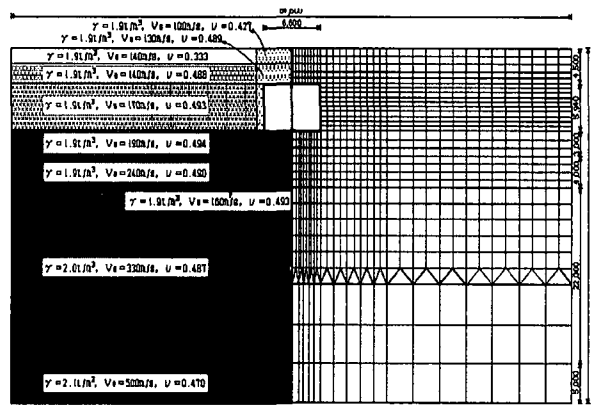 γ=1.9t/m³, Vs=100m/s, ν=0.427
γ=1.9t/m³, Vs=130m/s, ν=0.489
6,600
γ=1.9t/m³, Vs=140m/s, ν=0.333
γ=1.9t/m³, Vs=140m/s, ν=0.488
γ=1.9t/m³, Vs=170m/s, ν=0.493
γ=1.9t/m³, Vs=190m/s, ν=0.494
γ=1.9t/m³, Vs=240m/s, ν=0.490
γ=1.9t/m³, Vs=160m/s, ν=0.493
γ=2.0t/m³, Vs=330m/s, ν=0.487
22,000
γ=2.1t/m³, Vs=500m/s, ν=0.470
5,000